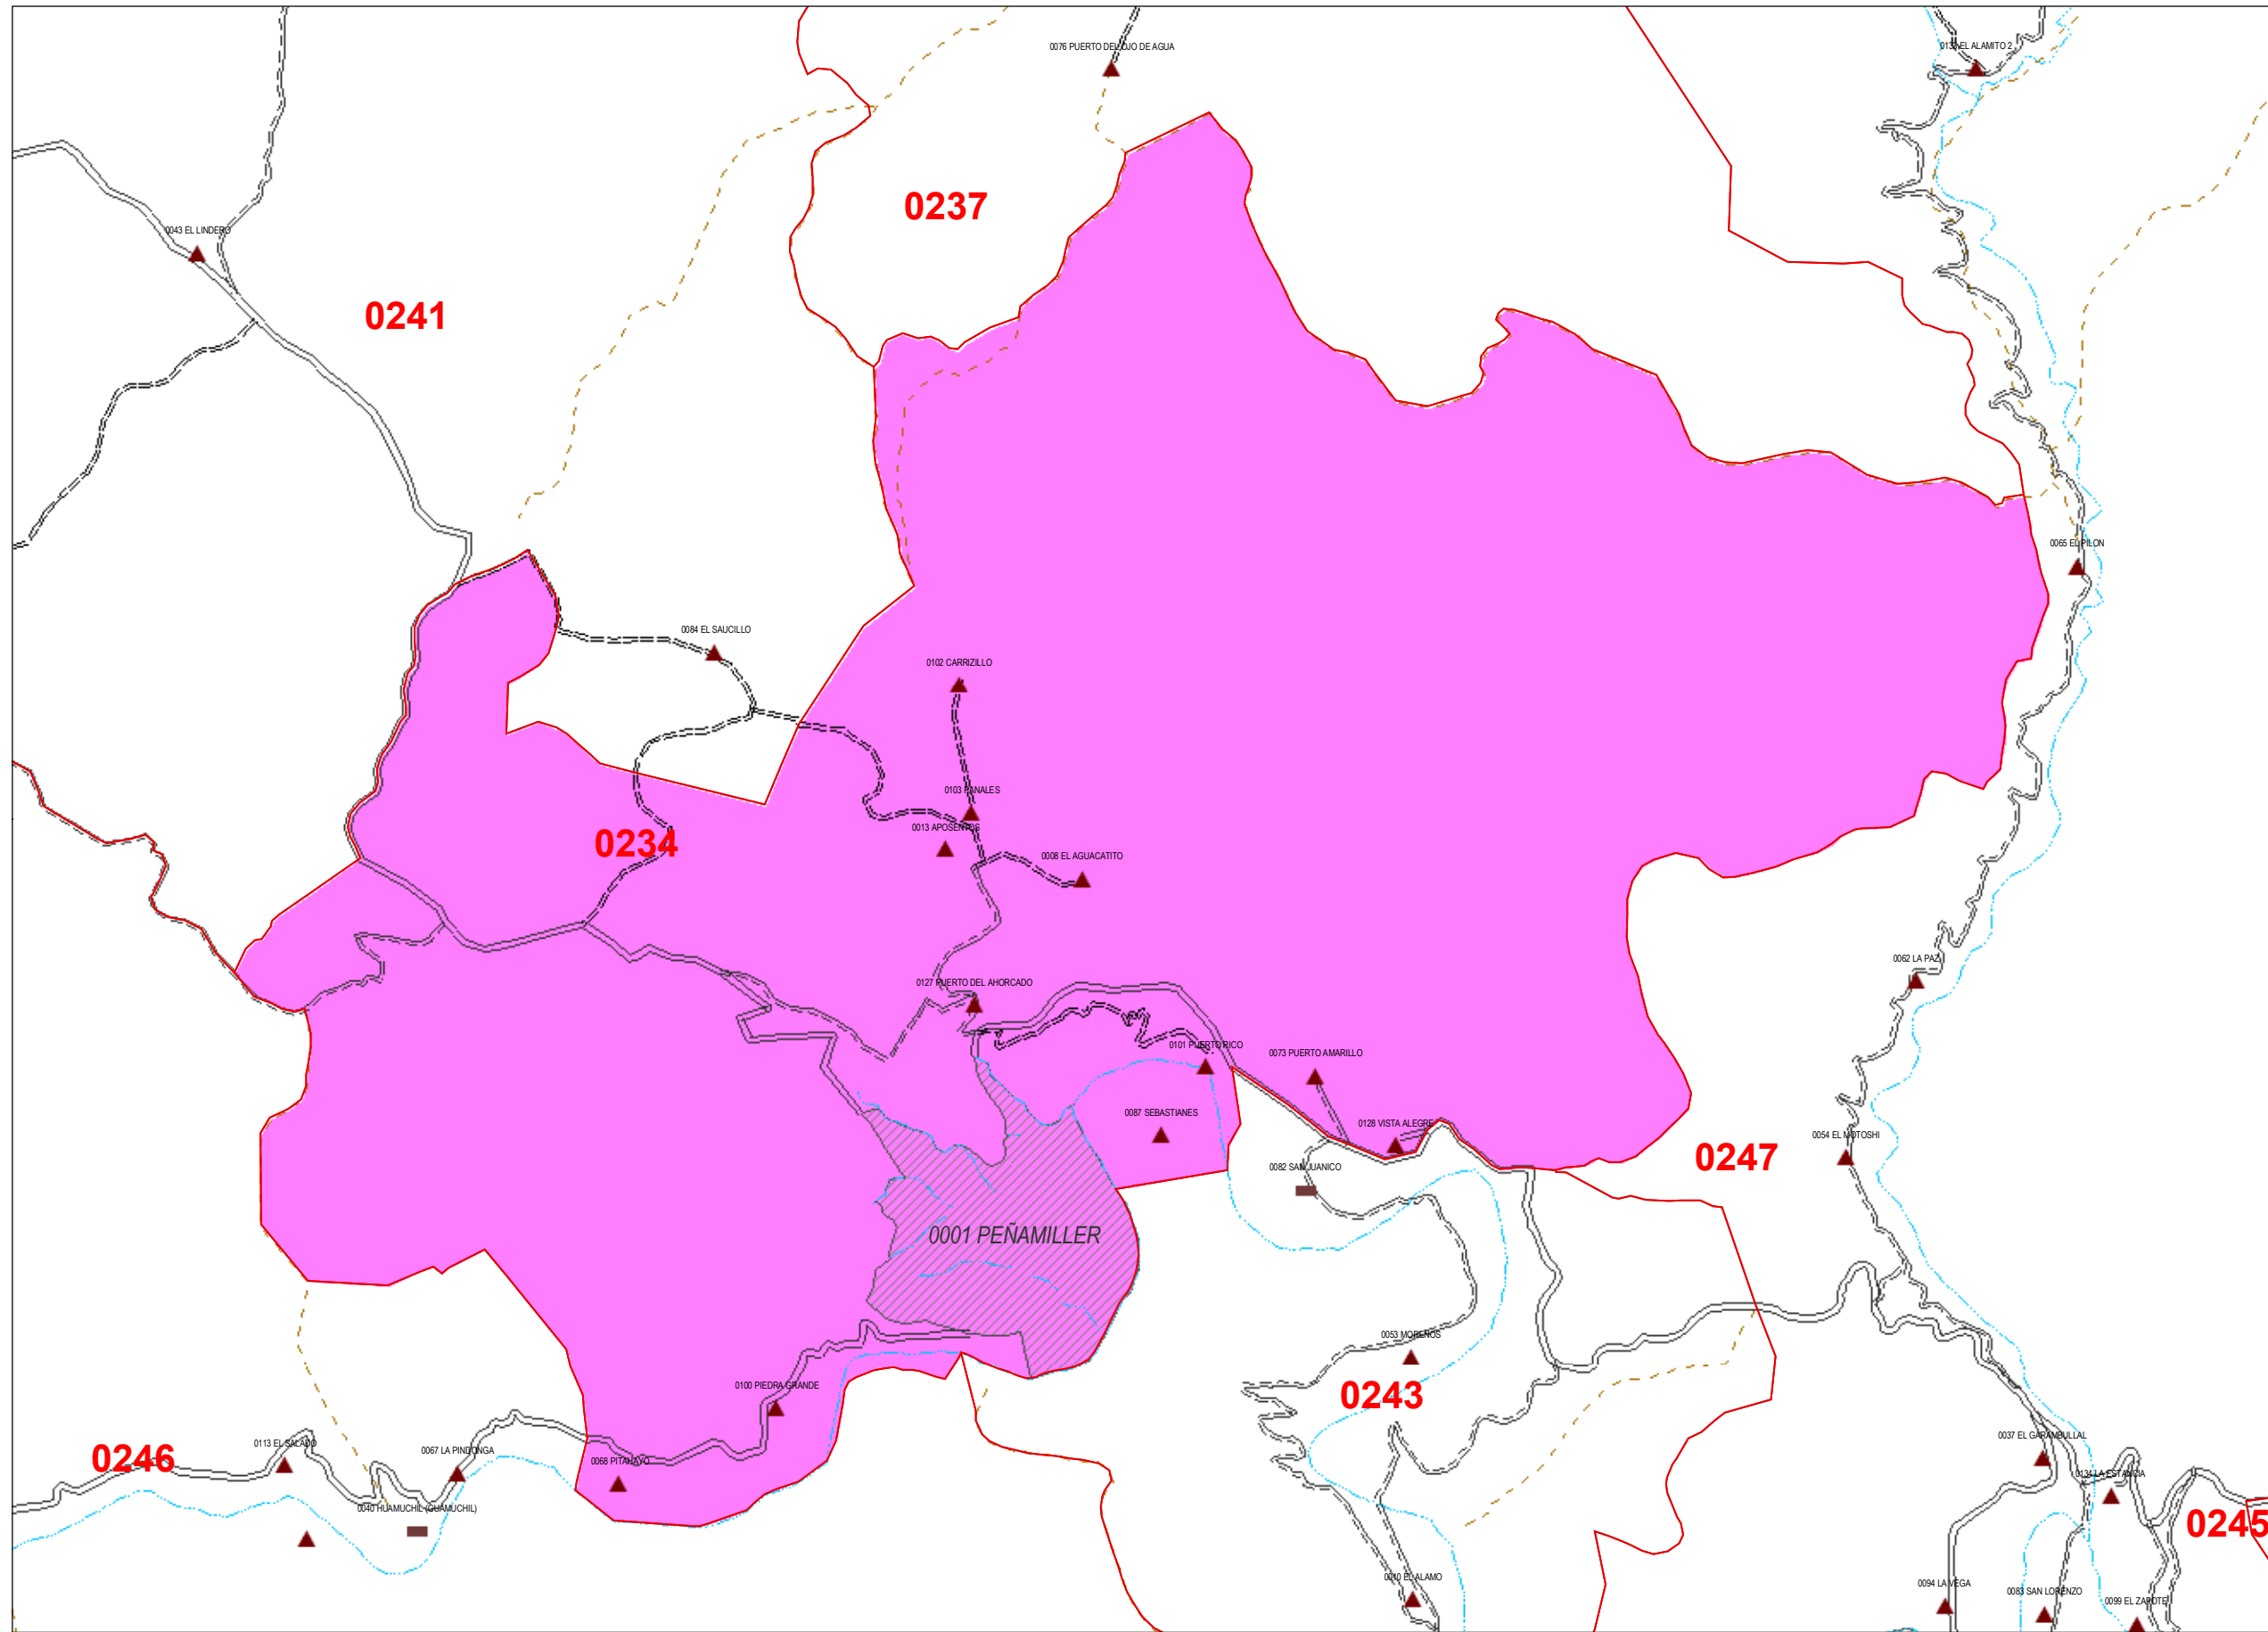 0076 PUERTO DEL OJO DE AGUA
EL ALAMITO 2
0237
0043 EL LINDERO
0241
0065 EL PILON
0084 EL SAUCILLO
0102 CARRIZILLO
0103 PANALES
0013 APOSENTOS
0234
0008 EL AGUACATITO
0062 LA PAZ
0127 PUERTO DEL AHORCADO
0101 PUERTO RICO
0073 PUERTO AMARILLO
0087 SEBASTIANES
0128 VISTA ALEGRE
0054 EL MOTOSHI
0247
0082 SAN JUANICO
0001 PEÑAMILLER
0053 MORENOS
0100 PIEDRA GRANDE
0243
0037 EL GARAMBULLAL
0113 EL SALADO
0067 LA PINDONGA
0246
0068 PITAHAYO
0134 LA ESTANCIA
0040 HUAMUCHIL (GUAMUCHIL)
0245
0010 EL ALAMO
0094 LA VEGA
0083 SAN LORENZO
0099 EL ZAPOTE